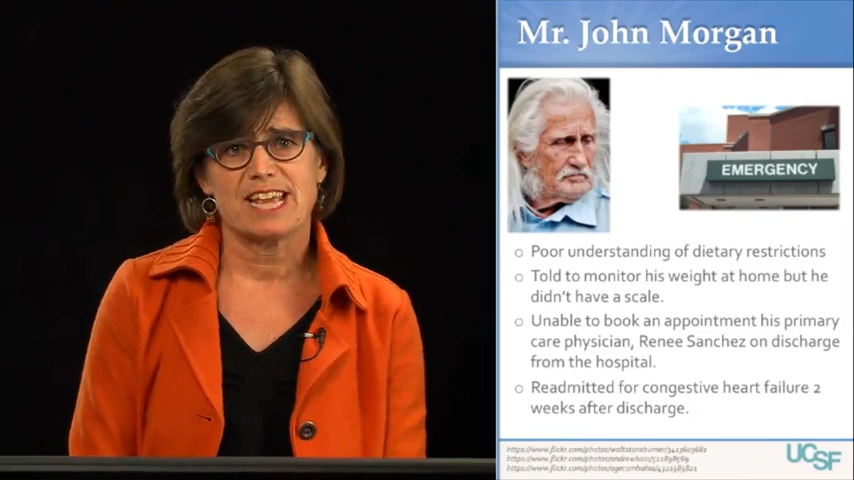 Mr. John Morgan
EMERGENCY
o Poor understanding of dietary restrictions
o Told to monitor his weight at home but he
didn't have a scale.
o Unable to book an appointment his primary
care physician, Renee Sanchez on discharge
from the hospital.
o Readmitted for congestive heart failure 2
weeks after discharge.
UCSF